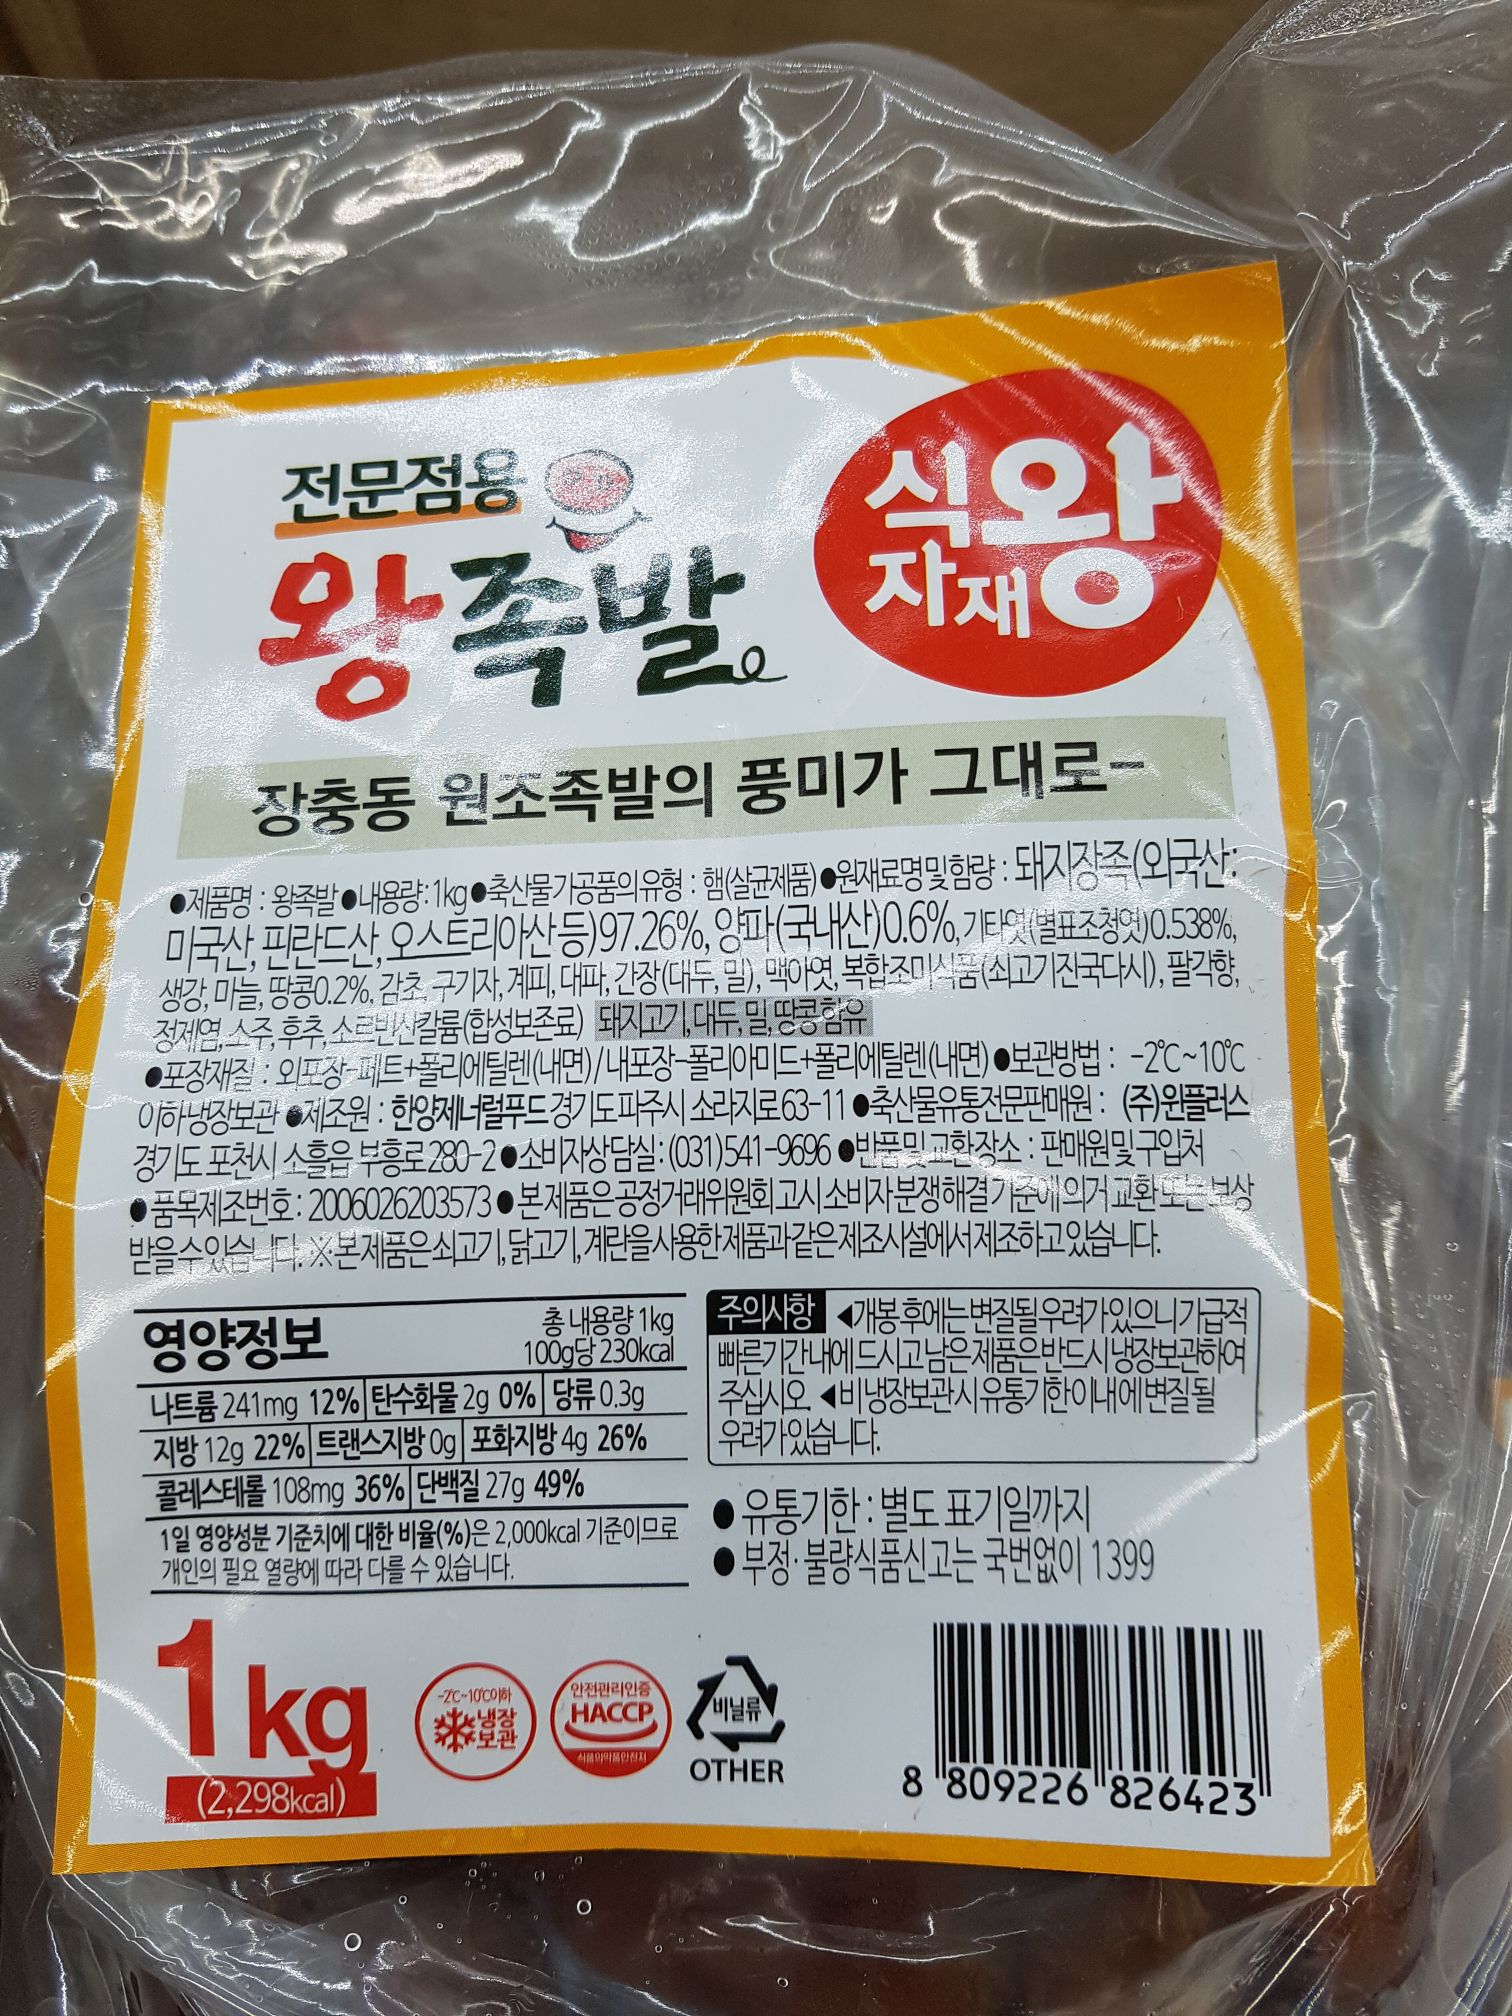 전문점용
왕족발
식자재왕
장충동 원조족발의 풍미가 그대로-
●제품명 : 왕족발 ●내용량:1kg ●축산물가공품의유형 : 햄(살균제품) ●원재료명및함량 : 돼지장족(외국산:
미국산, 핀란드산, 오스트리아산 등)97.26%, 양파(국내산)0.6%, 기타엿(별표조청엿)0.538%,
생강, 마늘, 땅콩0.2%, 감초, 구기자, 계피, 대파, 간장(대두, 밀), 맥아엿, 복합조미식품(쇠고기진국다시), 팔각향,
정제염, 소주, 후추, 소르빈산칼륨(합성보존료) 돼지고기, 대두, 밀, 땅콩 함유
●포장재질 : 외포장-페트+폴리에틸렌(내면)/내포장-폴리아미드+폴리에틸렌(내면) ●보관방법 : -2℃~10℃
이하 냉장보관 ●제조원 : 한양제너럴푸드 경기도 파주시 소라지로 63-11 ●축산물유통전문판매원 : (주)윈플러스
경기도 포천시 소흘읍 부흥로 280-2 ●소비자상담실: (031)541-9696 ●반품 및 교환장소 : 판매원 및 구입처
●품목제조번호: 2006026203573 ●본 제품은 공정거래위원회 고시 소비자 분쟁해결 기준에 의거 교환 또는 보상
받을 수 있습니다. ※본 제품은 쇠고기, 닭고기, 계란을 사용한 제품과 같은 제조시설에서 제조하고 있습니다.
영양정보
총 내용량 1kg
100g당 230kcal
나트륨 241mg 12% 탄수화물 2g 0% 당류 0.3g
지방 12g 22% 트랜스지방 0g 포화지방 4g 26%
콜레스테롤 108mg 36% 단백질 27g 49%
1일 영양성분 기준치에 대한 비율(%)은 2,000kcal 기준이므로
개인의 필요 열량에 따라 다를 수 있습니다.
주의사항 ◀개봉 후에는 변질될 우려가 있으니 가급적
빠른 기간내에 드시고 남은 제품은 반드시 냉장보관하여
주십시오. ◀비냉장보관시 유통기한 이내에 변질 될
우려가 있습니다.
● 유통기한 : 별도 표기일까지
● 부정·불량식품신고는 국번없이 1399
1kg
(2,298kcal)
-2℃~10℃이하
냉장
보관
안전관리인증
HACCP
식품의약품안전처
비닐류
OTHER
8 809226 826423